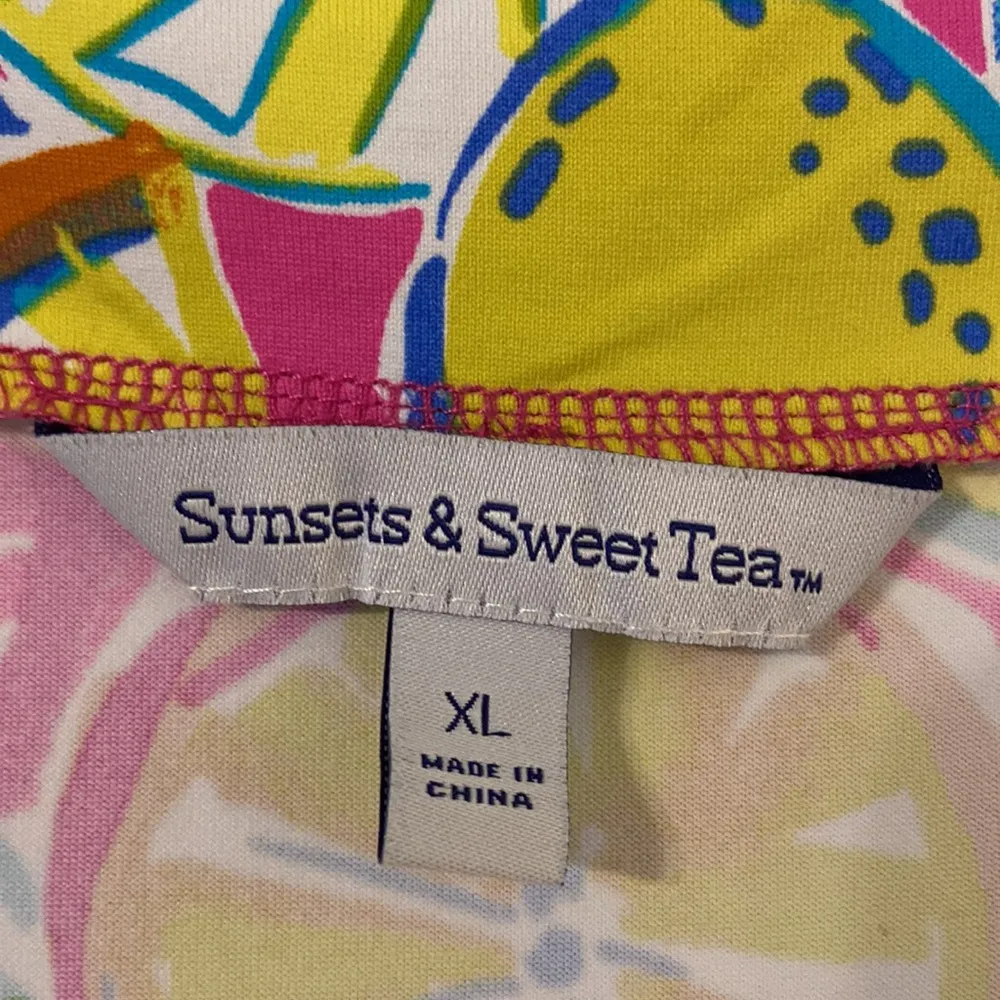 Sunsets & Sweet Tea™
XL
MADE IN
CHINA